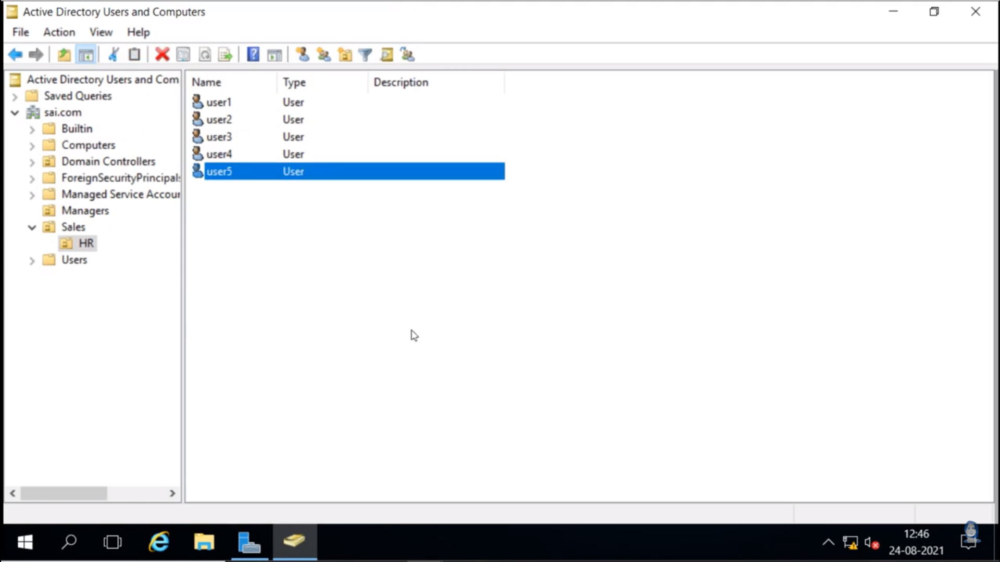 Active Directory Users and Computers
File Action View Help
Active Directory Users and Com
Saved Queries
sai.com
Builtin
Computers
Domain Controllers
ForeignSecurityPrincipals
Managed Service Accour
Managers
Sales
HR
Users
Name Type Description
user1 User
user2 User
user3 User
user4 User
user5 User
12:46
24-08-2021